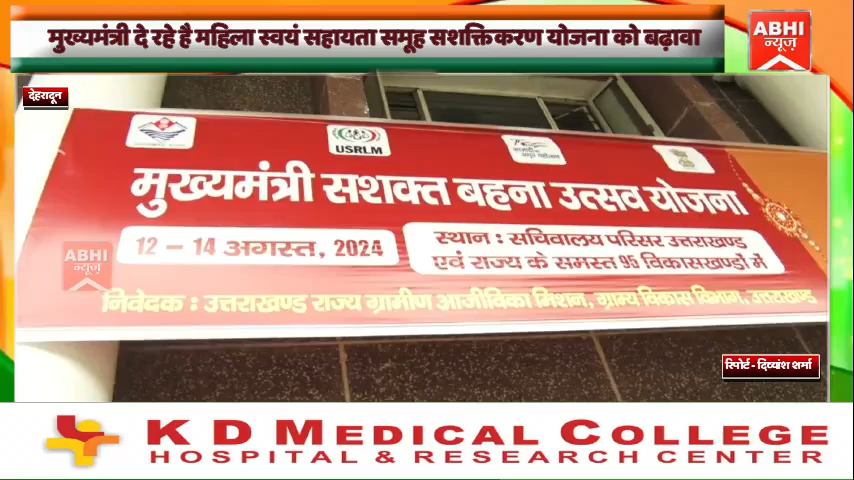 मुख्यमंत्री दे रहे है महिला स्वयं सहायता समूह सशक्तिकरण योजना को बढ़ावा
ABHI
न्यूज़
देहरादून
USRLM
मुख्यमंत्री सशक्त बहना उत्सव योजना
12 – 14 अगस्त, 2024
स्थान : सचिवालय परिसर उत्तराखण्ड
एवं राज्य के समस्त 95 विकासखण्डों में
ABHI
न्यूज़
निवेदक : उत्तराखण्ड राज्य ग्रामीण आजीविका मिशन, ग्राम्य विकास विभाग, उत्तराखण्ड
रिपोर्ट - दिव्यांश शर्मा
K D MEDICAL COLLEGE
HOSPITAL & RESEARCH CENTER